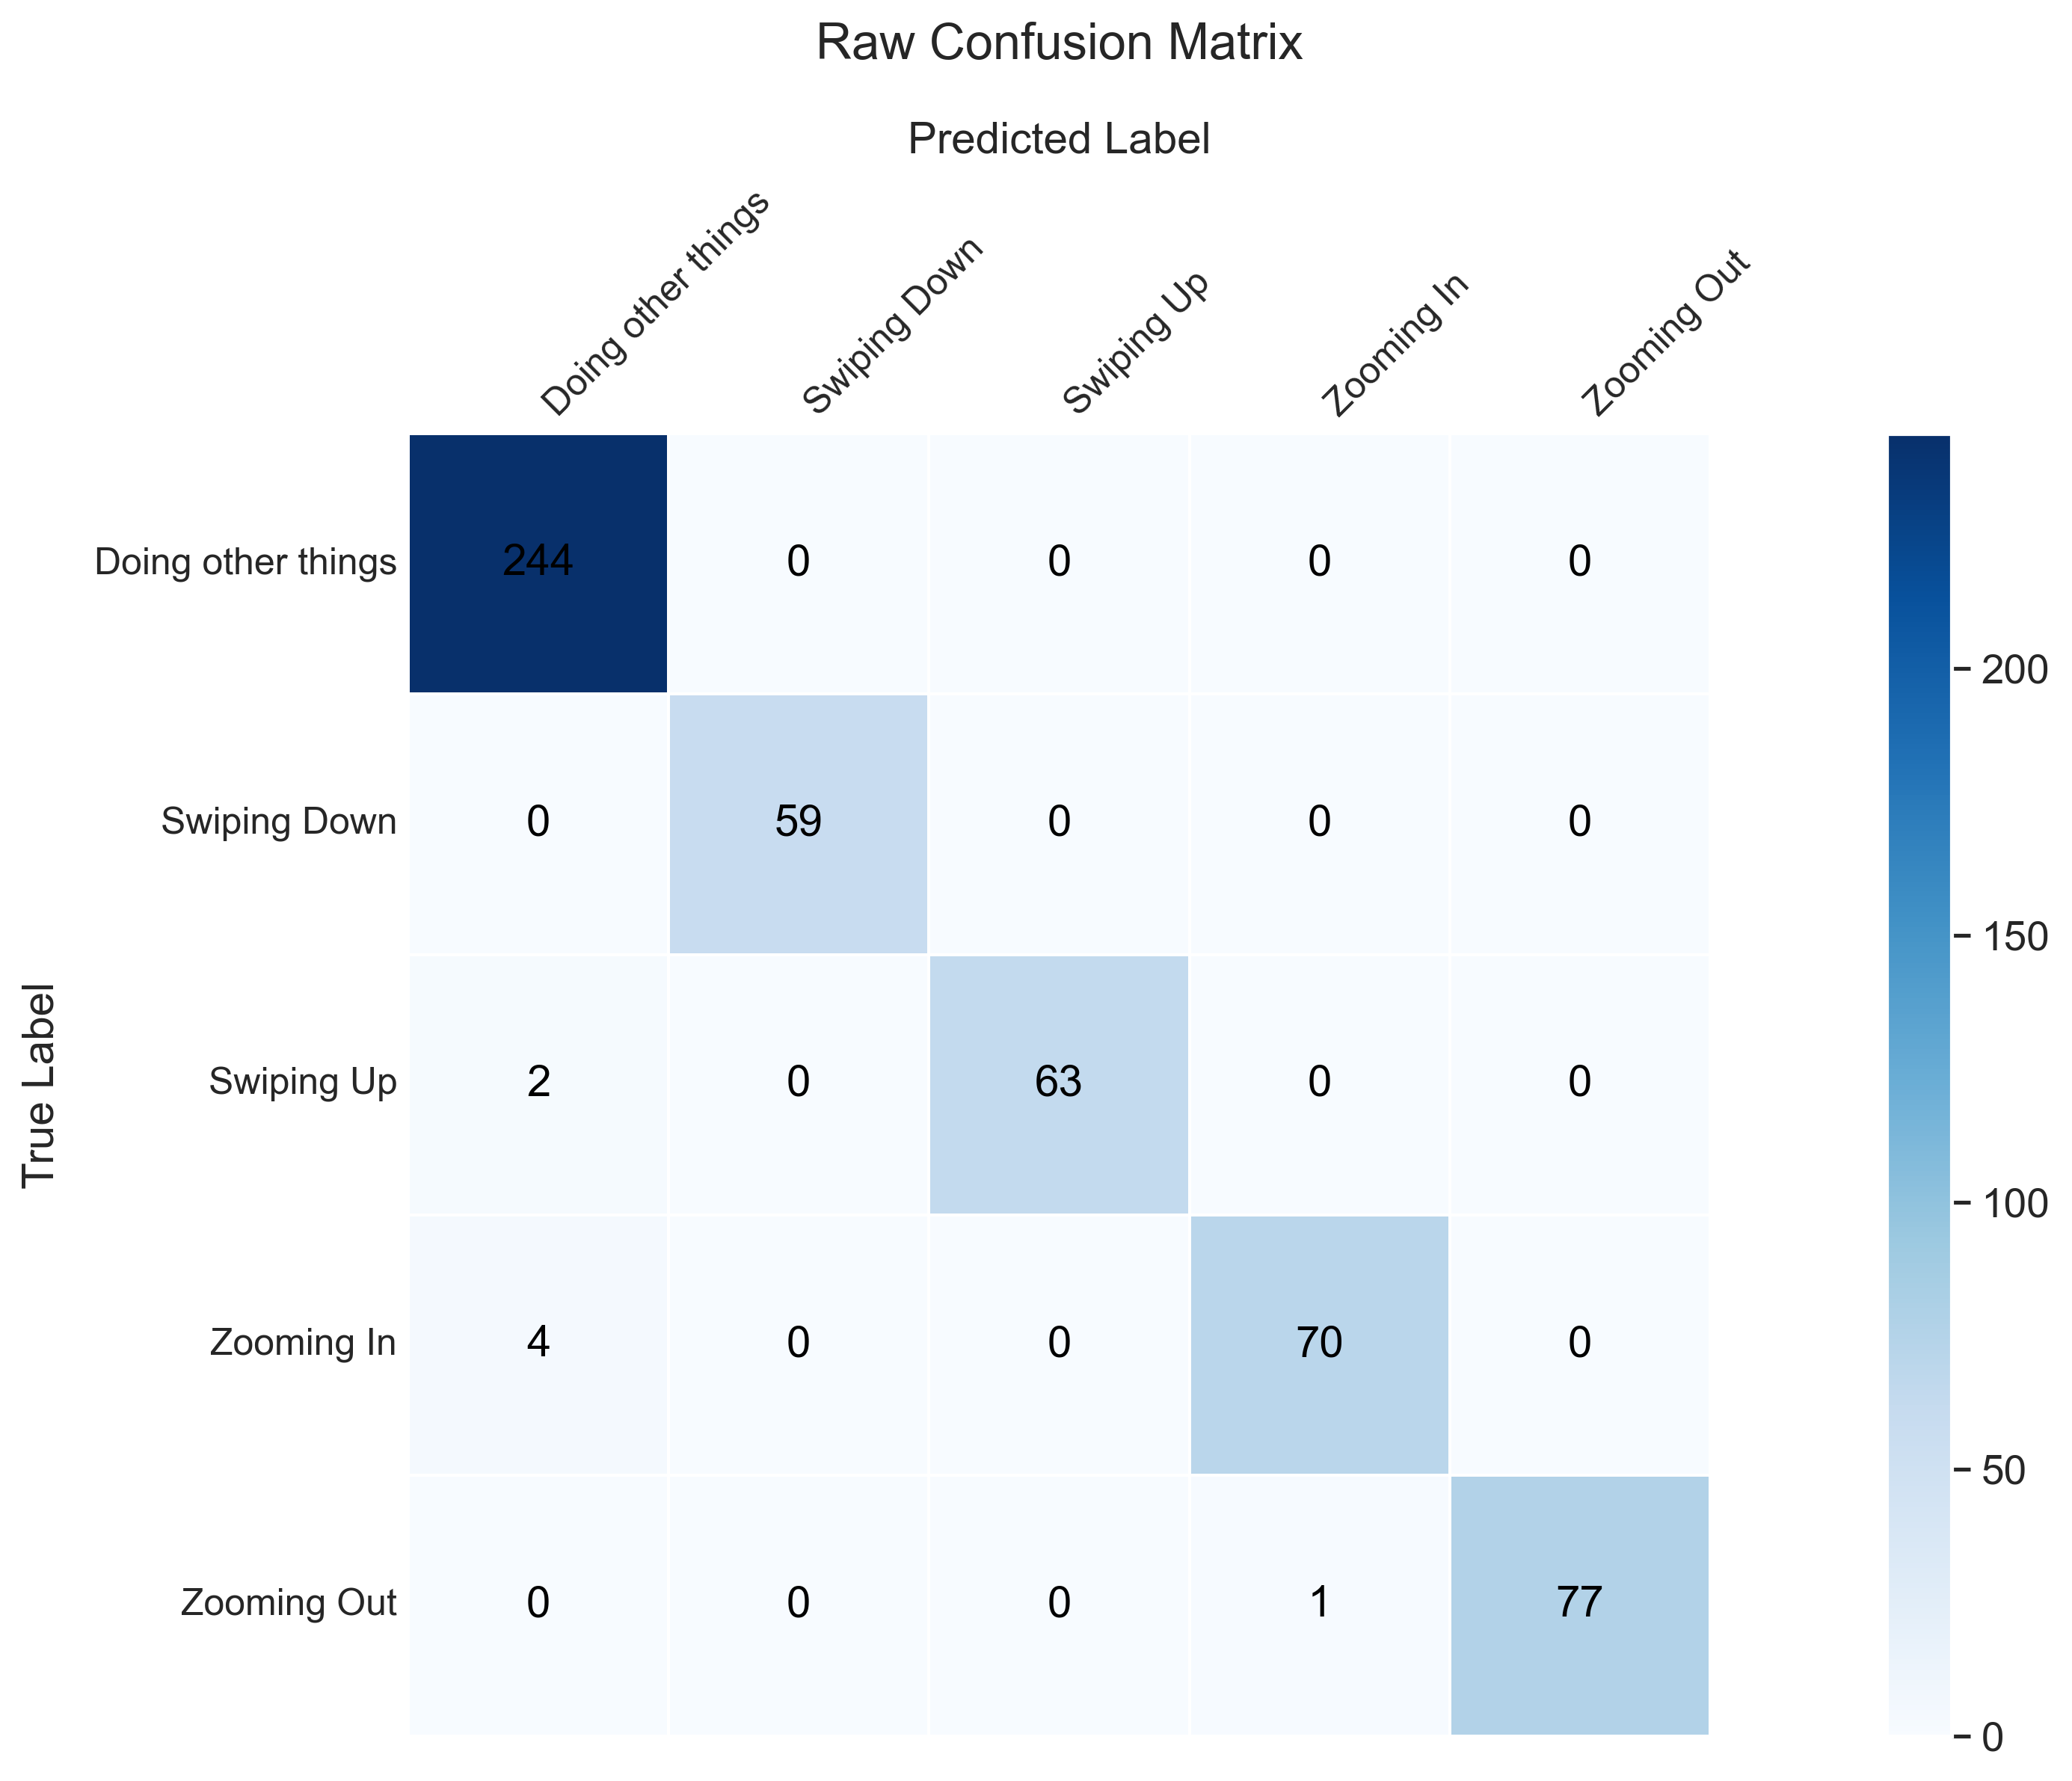 Raw Confusion Matrix
Predicted Label
Doing other things
Swiping Down
Swiping Up
Zooming In
Zooming Out
True Label
Doing other things 244 0 0 0 0
Swiping Down 0 59 0 0 0
Swiping Up 2 0 63 0 0
Zooming In 4 0 0 70 0
Zooming Out 0 0 0 1 77
200
150
100
50
0